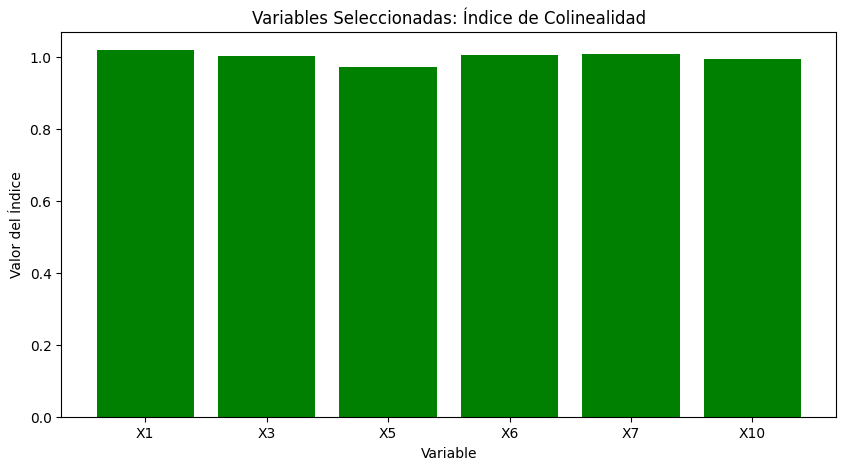 Variables Seleccionadas: Índice de Colinealidad
Valor del Índice
1.0
0.8
0.6
0.4
0.2
0.0
X1 X3 X5 X6 X7 X10
Variable